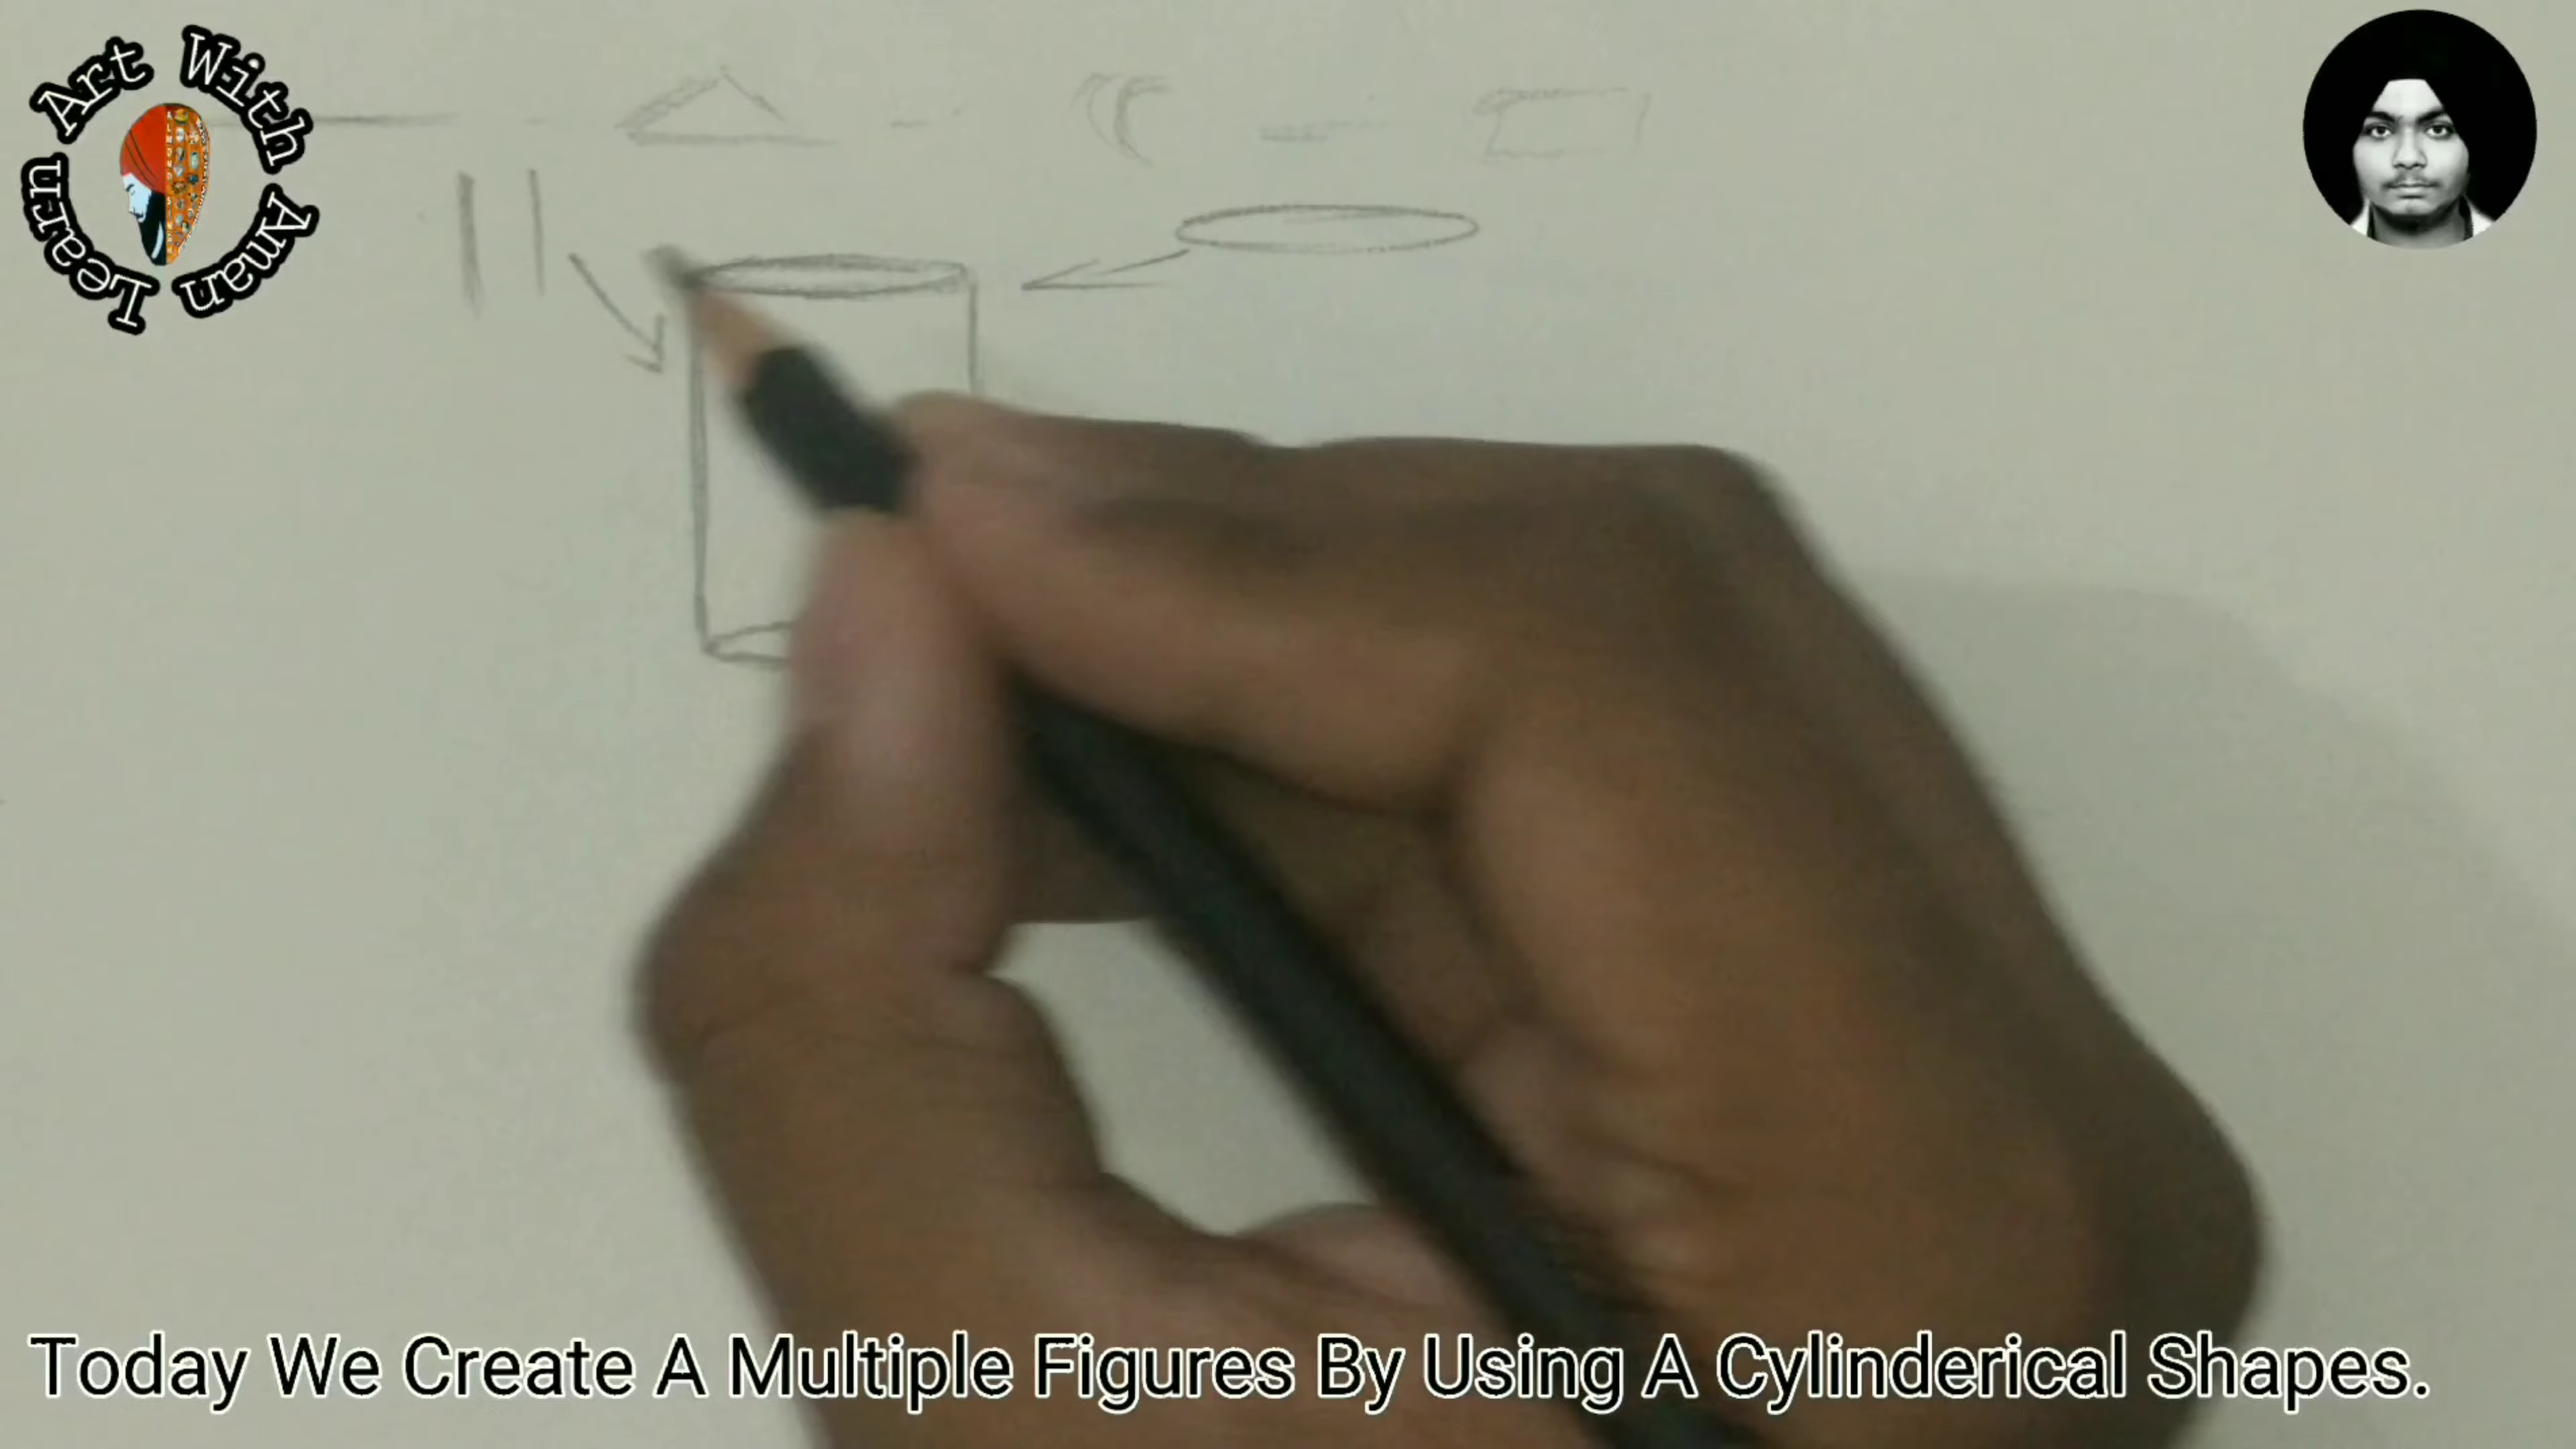 Learn Art With Aman
Today We Create A Multiple Figures By Using A Cylinderical Shapes.